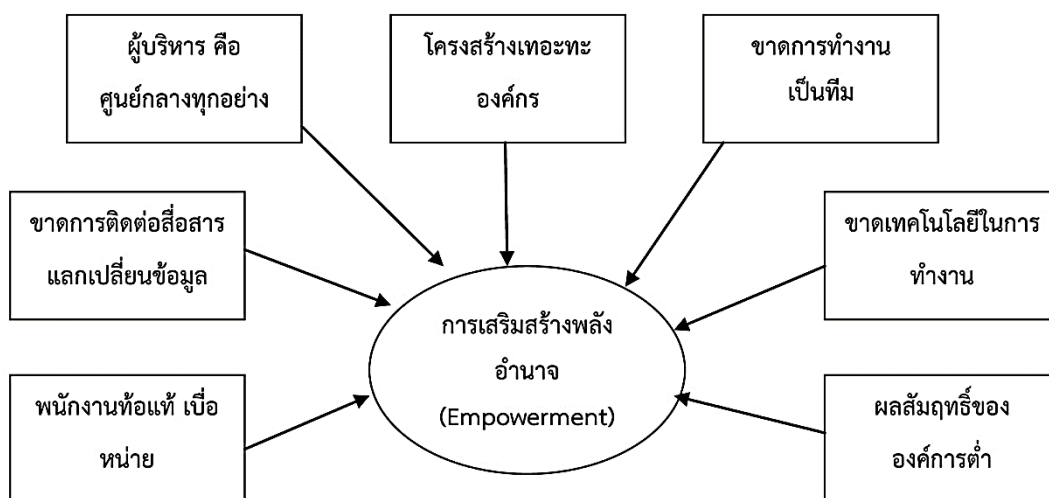 ผู้บริหาร คือ
ศูนย์กลางทุกอย่าง
โครงสร้างเทอะทะ
องค์กร
ขาดการทำงาน
เป็นทีม
ขาดการติดต่อสื่อสาร
แลกเปลี่ยนข้อมูล
ขาดเทคโนโลยีในการ
ทำงาน
การเสริมสร้างพลัง
อำนาจ
(Empowerment)
พนักงานท้อแท้ เบื่อ
หน่าย
ผลสัมฤทธิ์ของ
องค์การต่ำ